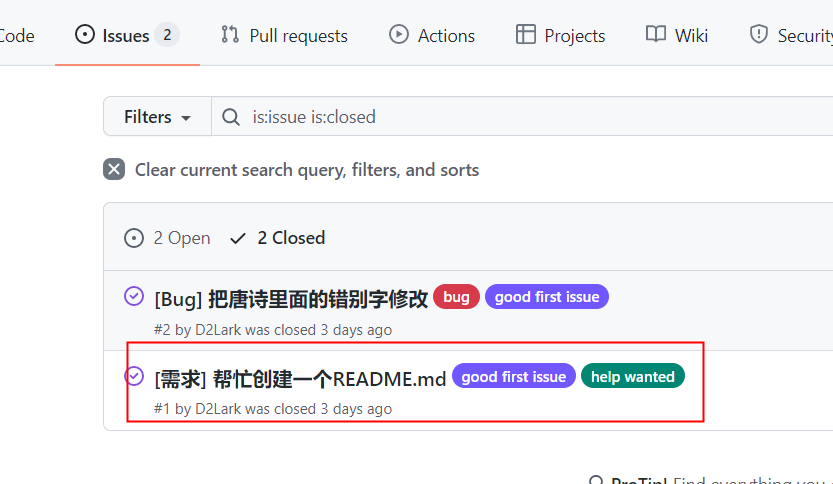 Code Issues 2 Pull requests Actions Projects Wiki Security
Filters is:issue is:closed
Clear current search query, filters, and sorts
2 Open 2 Closed
[Bug] 把唐诗里面的错别字修改 bug good first issue
#2 by D2Lark was closed 3 days ago
[需求] 帮忙创建一个README.md good first issue help wanted
#1 by D2Lark was closed 3 days ago
ProTip! Find everything you